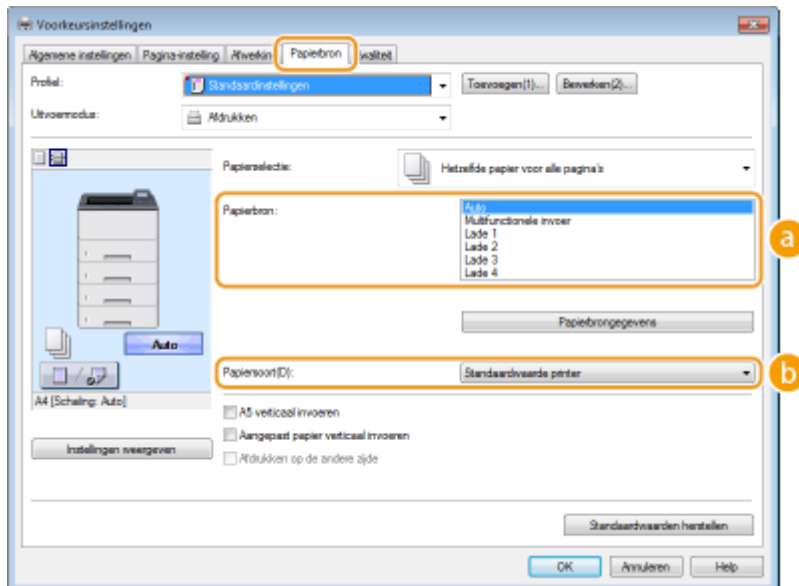 Voorkeursinstellingen
Algemene instellingen Pagina-instelling Afwerkin Papierbron waliteit
Profiel: Standaardinstellingen Toevoegen(1)... Bewerken(2)...
Uitvoermodus: Afdrukken
Papierselectie: Hetzelfde papier voor alle pagina's
Papierbron: Auto
Multifunctionele invoer
Lade 1
Lade 2
Lade 3
Lade 4
a
Papierbrongegevens
Auto
Papiersoort(D): Standaardwaarde printer
b
A4 [Schaling: Auto]
A5 verticaal invoeren
Aangepast papier verticaal invoeren
Instellingen weergeven
Afdrukken op de andere zijde
Standaardwaarden herstellen
OK Annuleren Help